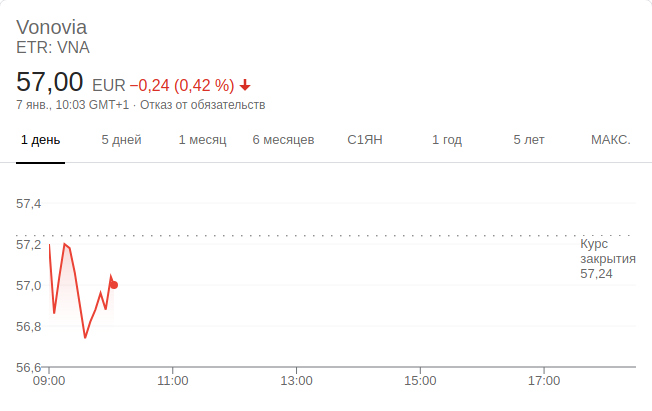 Vonovia
ETR: VNA
57,00 EUR −0,24 (0,42 %)
7 янв., 10:03 GMT+1 · Отказ от обязательств
1 день 5 дней 1 месяц 6 месяцев С1ЯН 1 год 5 лет МАКС.
57,4
57,2
57,0
56,8
56,6
Курс
закрытия
57,24
09:00 11:00 13:00 15:00 17:00